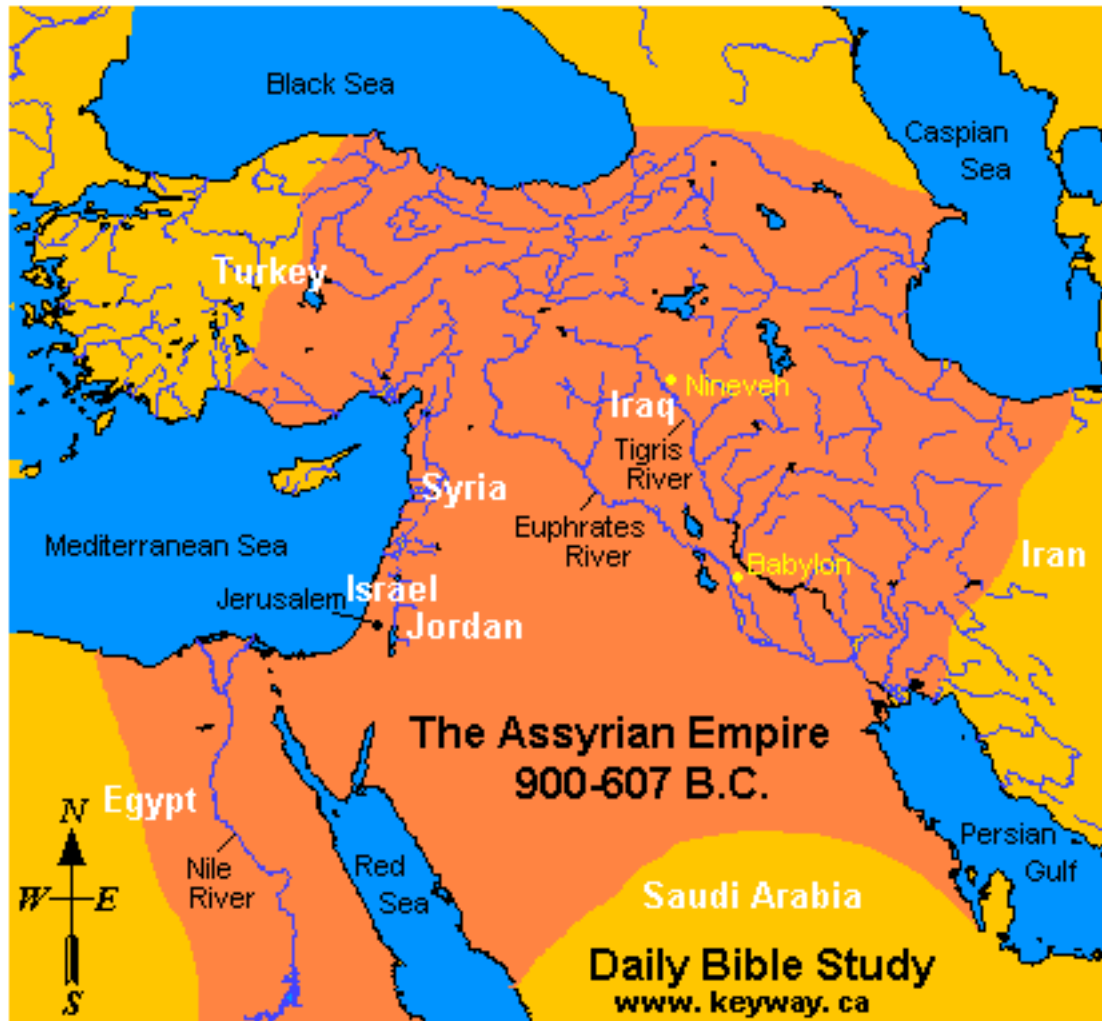 Black Sea
Caspian
Sea
Turkey
Nineveh
Iraq
Tigris
River
Syria
Euphrates
River
Mediterranean Sea
Iran
Babylon
Israel
Jerusalem
Jordan
The Assyrian Empire
900-607 B.C.
Egypt
N
Nile
River
W
E
S
Red
Sea
Persian
Gulf
Saudi Arabia
Daily Bible Study
www. keyway. ca